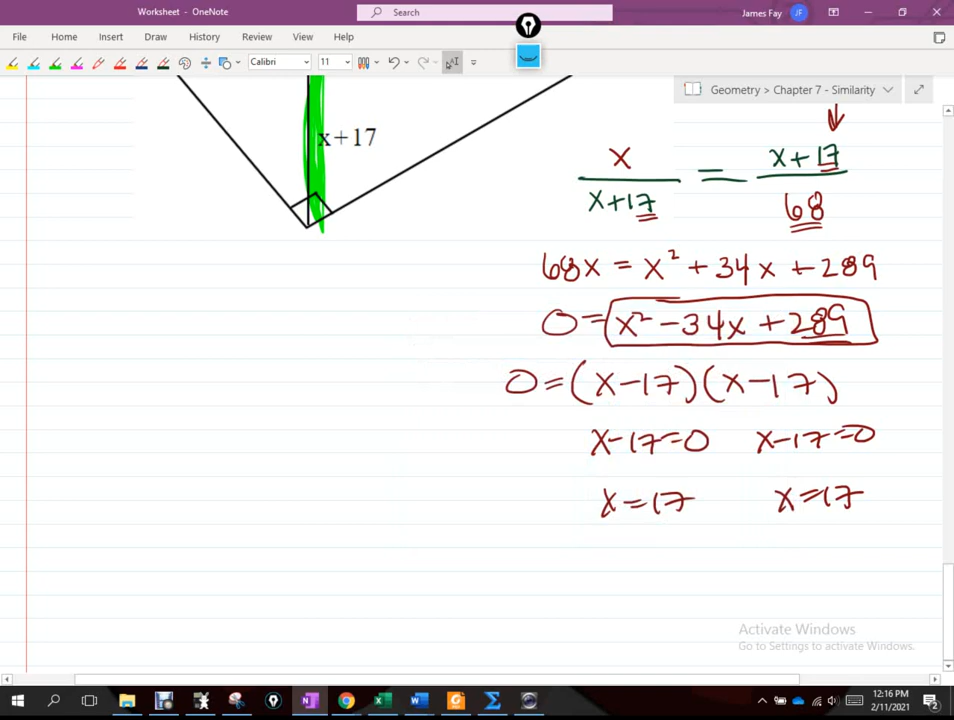 Worksheet - OneNote
Search
James Fay JF
File Home Insert Draw History Review View Help
Calibri 11
Geometry > Chapter 7 - Similarity
x+17
x/x+17 = x+17/68
68x = x² + 34x + 289
0 = x² - 34x + 289
0 = (x-17)(x-17)
x-17=0 x-17=0
x=17 x=17
Activate Windows
Go to Settings to activate Windows.
12:16 PM
2/11/2021
2